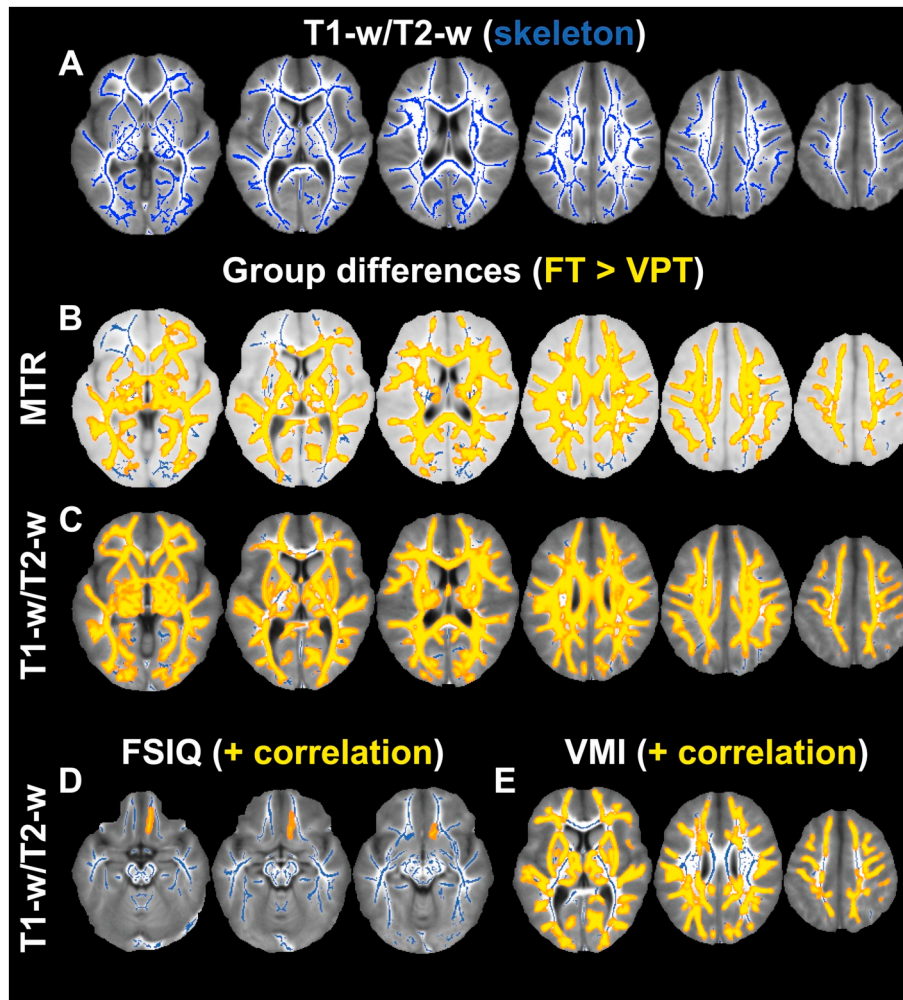 T1-w/T2-w (skeleton)
A
Group differences (FT > VPT)
B
MTR
C
T1-w/T2-w
FSIQ (+ correlation)
VMI (+ correlation)
D
E
T1-w/T2-w